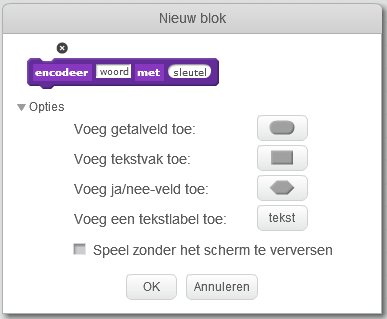 Nieuw blok
encodeer woord met sleutel
Opties
Voeg getalveld toe:
Voeg tekstvak toe:
Voeg ja/nee-veld toe:
Voeg een tekstlabel toe: tekst
Speel zonder het scherm te verversen
OK Annuleren